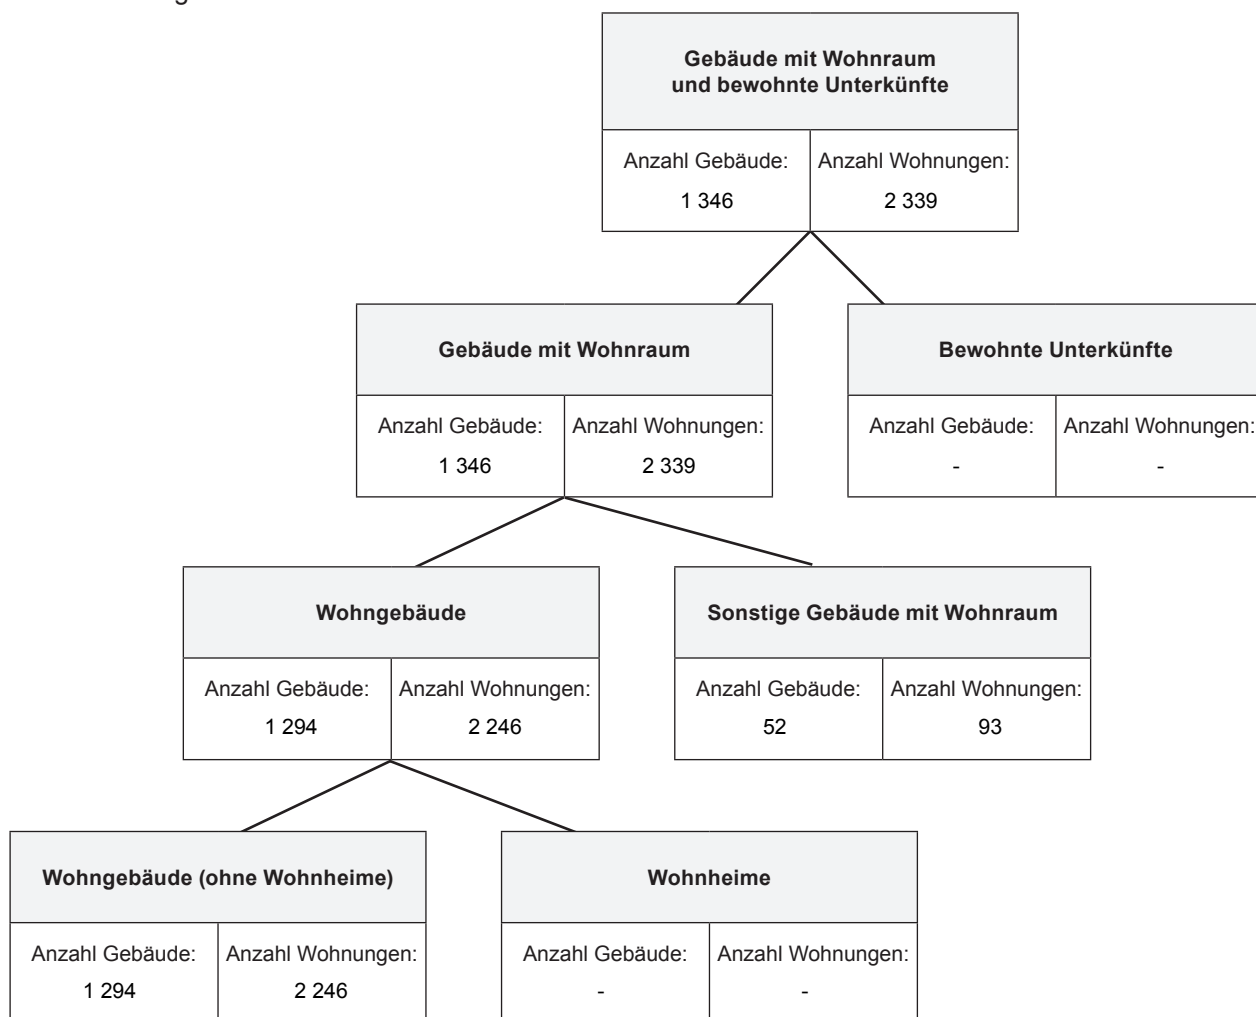 Gebäude mit Wohnraum
und bewohnte Unterkünfte
Anzahl Gebäude: Anzahl Wohnungen:
1 346 2 339
Gebäude mit Wohnraum
Anzahl Gebäude: Anzahl Wohnungen:
1 346 2 339
Bewohnte Unterkünfte
Anzahl Gebäude: Anzahl Wohnungen:
- -
Wohngebäude
Anzahl Gebäude: Anzahl Wohnungen:
1 294 2 246
Sonstige Gebäude mit Wohnraum
Anzahl Gebäude: Anzahl Wohnungen:
52 93
Wohngebäude (ohne Wohnheime)
Anzahl Gebäude: Anzahl Wohnungen:
1 294 2 246
Wohnheime
Anzahl Gebäude: Anzahl Wohnungen:
- -